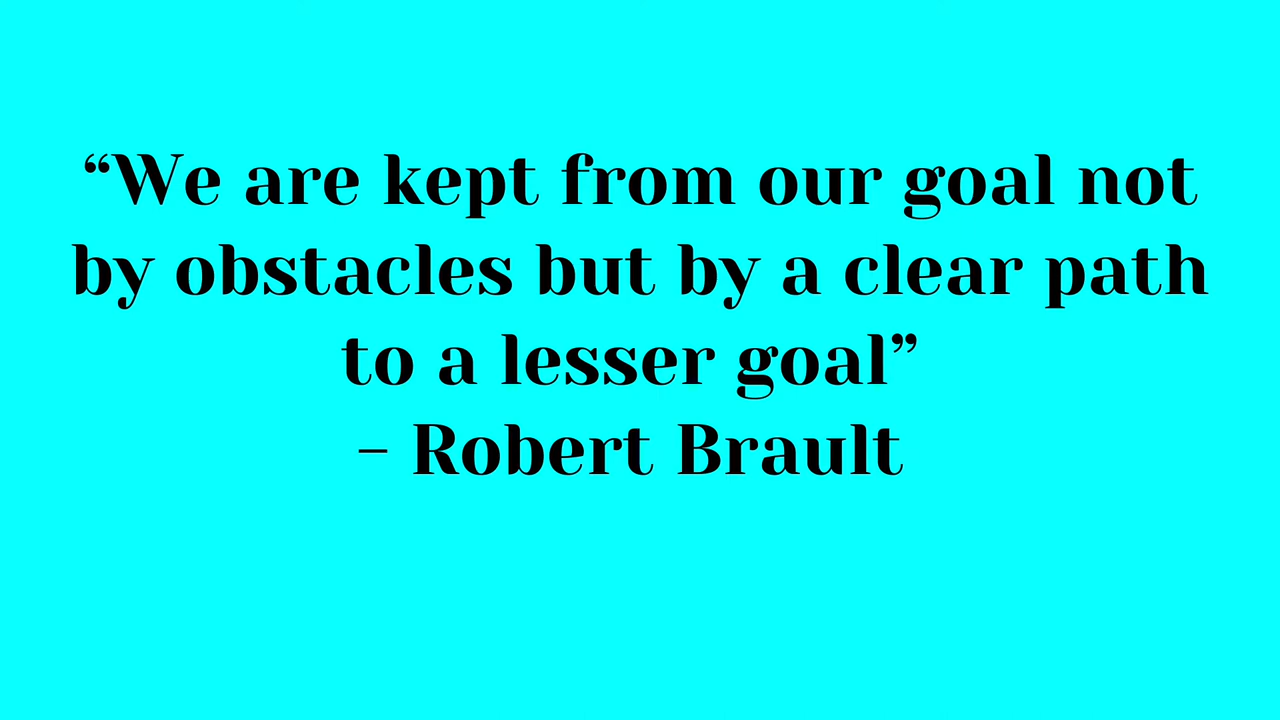 “We are kept from our goal not
by obstacles but by a clear path
to a lesser goal”
- Robert Brault